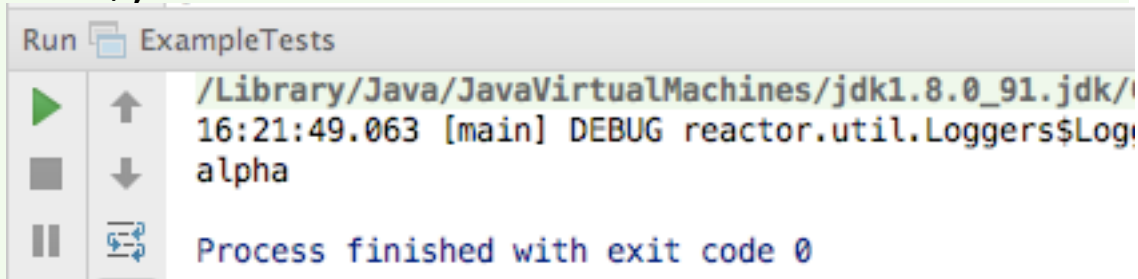 Run ExampleTests
/Library/Java/JavaVirtualMachines/jdk1.8.0_91.jdk/
16:21:49.063 [main] DEBUG reactor.util.Loggers$Logg
alpha
Process finished with exit code 0